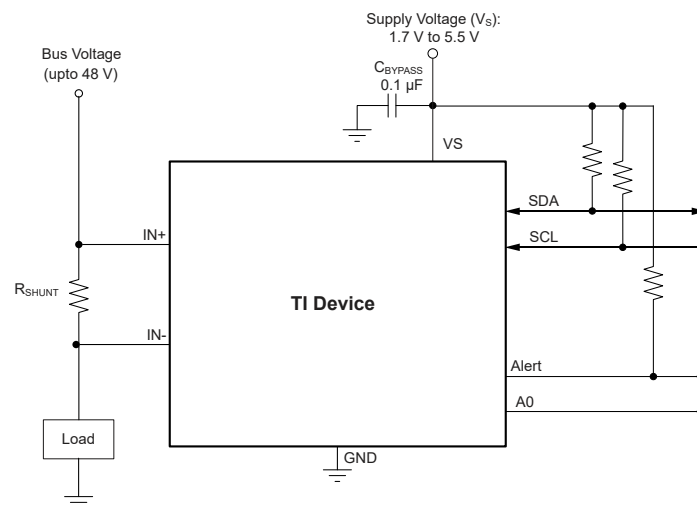 Supply Voltage (VS):
1.7 V to 5.5 V
Bus Voltage
(upto 48 V)
CBYPASS
0.1 µF
VS
SDA
IN+
SCL
RSHUNT
TI Device
IN-
Alert
A0
Load
GND